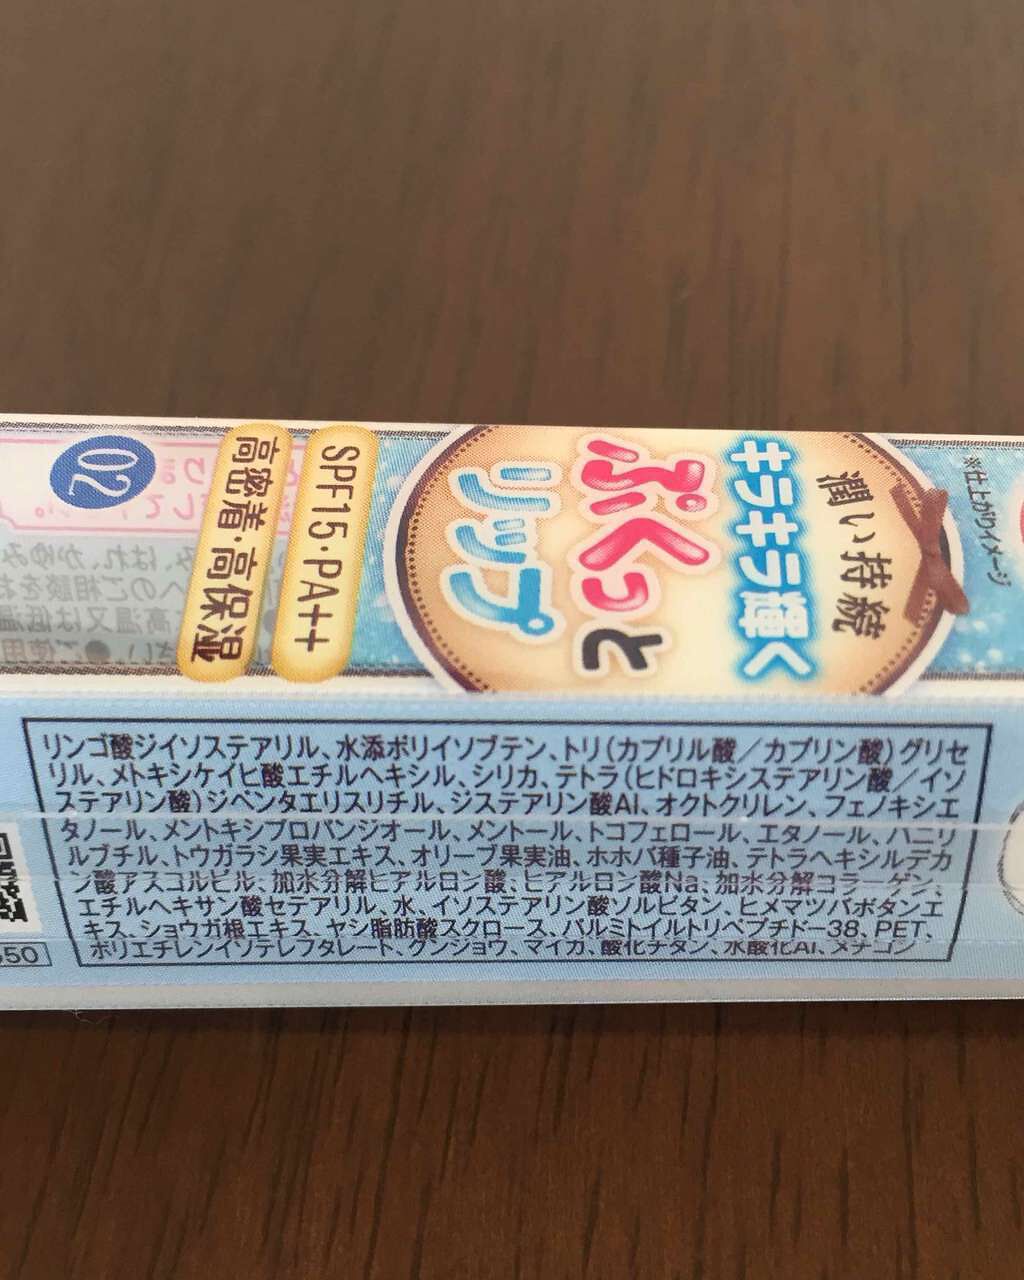 ※仕上がりイメージ
潤い持続
キラキラ輝く
ぷくっと
リップ
SPF15・PA++
高密着・高保湿
02
リンゴ酸ジイソステアリル、水添ポリイソブテン、トリ(カプリル酸/カプリン酸)グリセ
リル、メトキシケイヒ酸エチルヘキシル、シリカ、テトラ(ヒドロキシステアリン酸/イソ
ステアリン酸)ジペンタエリスリチル、ジステアリン酸Al、オクトクリレン、フェノキシエ
タノール、メントキシプロパンジオール、メントール、トコフェロール、エタノール、バニリ
ルブチル、トウガラシ果実エキス、オリーブ果実油、ホホバ種子油、テトラヘキシルデカ
ン酸アスコルビル、加水分解ヒアルロン酸、ヒアルロン酸Na、加水分解コラーゲン、
エチルヘキサン酸セテアリル、水、イソステアリン酸ソルビタン、ヒメマツバボタンエ
キス、ショウガ根エキス、ヤシ脂肪酸スクロース、パルミトイルトリペプチド-38、PET、
ポリエチレンイソテレフタレート、グンジョウ、マイカ、酸化チタン、水酸化Al、メチコン
50